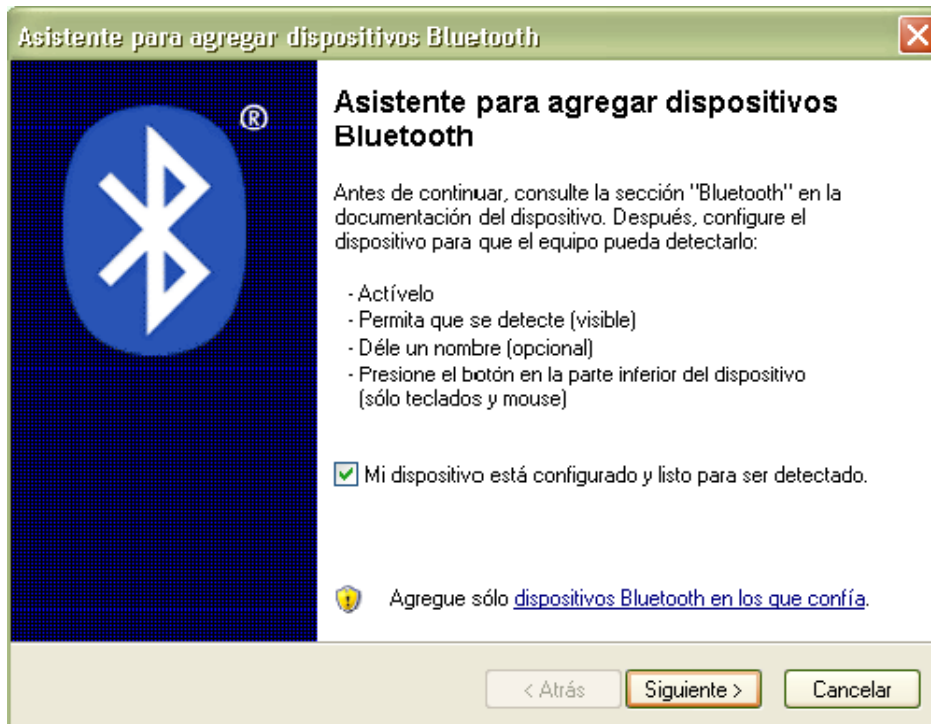 Asistente para agregar dispositivos Bluetooth
®
Asistente para agregar dispositivos
Bluetooth
Antes de continuar, consulte la sección "Bluetooth" en la
documentación del dispositivo. Después, configure el
dispositivo para que el equipo pueda detectarlo:
- Actívelo
- Permita que se detecte (visible)
- Déle un nombre (opcional)
- Presione el botón en la parte inferior del dispositivo
(sólo teclados y mouse)
Mi dispositivo está configurado y listo para ser detectado.
Agregue sólo dispositivos Bluetooth en los que confía.
< Atrás
Siguiente >
Cancelar